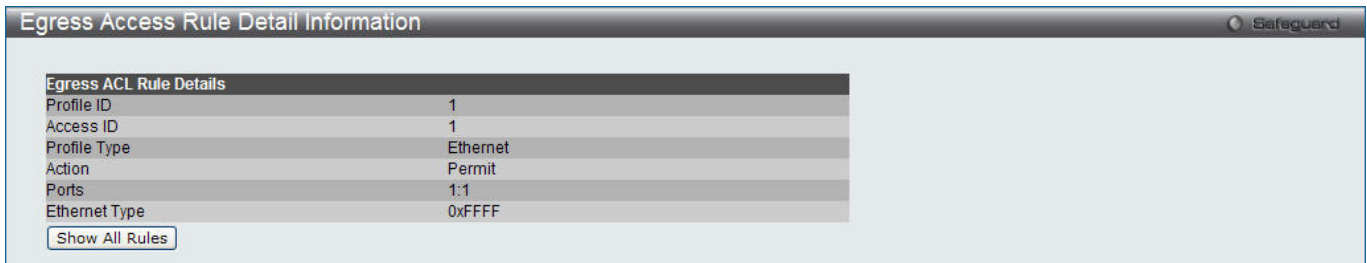 Egress Access Rule Detail Information
Safeguard
Egress ACL Rule Details
Profile ID 1
Access ID 1
Profile Type Ethernet
Action Permit
Ports 1:1
Ethernet Type 0xFFFF
Show All Rules